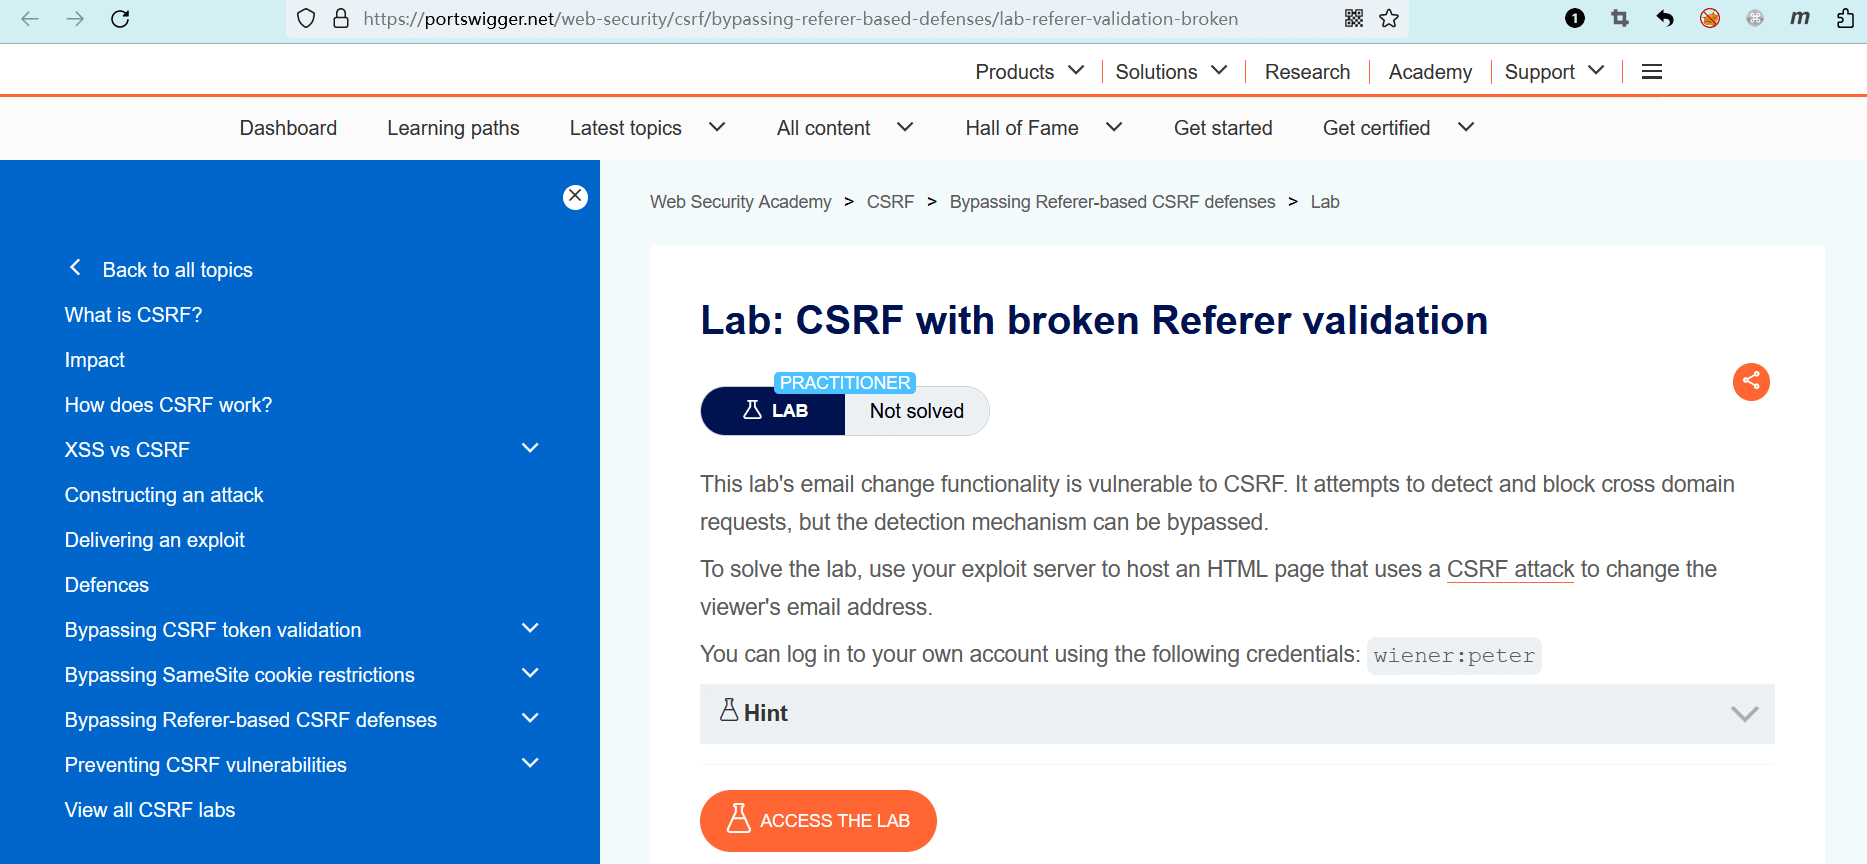 https://portswigger.net/web-security/csrf/bypassing-referer-based-defenses/lab-referer-validation-broken
1
m
Products
Solutions
Research
Academy
Support
Dashboard
Learning paths
Latest topics
All content
Hall of Fame
Get started
Get certified
Back to all topics
What is CSRF?
Impact
How does CSRF work?
XSS vs CSRF
Constructing an attack
Delivering an exploit
Defences
Bypassing CSRF token validation
Bypassing SameSite cookie restrictions
Bypassing Referer-based CSRF defenses
Preventing CSRF vulnerabilities
View all CSRF labs
Web Security Academy > CSRF > Bypassing Referer-based CSRF defenses > Lab
Lab: CSRF with broken Referer validation
PRACTITIONER
LAB
Not solved
This lab's email change functionality is vulnerable to CSRF. It attempts to detect and block cross domain
requests, but the detection mechanism can be bypassed.
To solve the lab, use your exploit server to host an HTML page that uses a CSRF attack to change the
viewer's email address.
You can log in to your own account using the following credentials: wiener:peter
Hint
ACCESS THE LAB